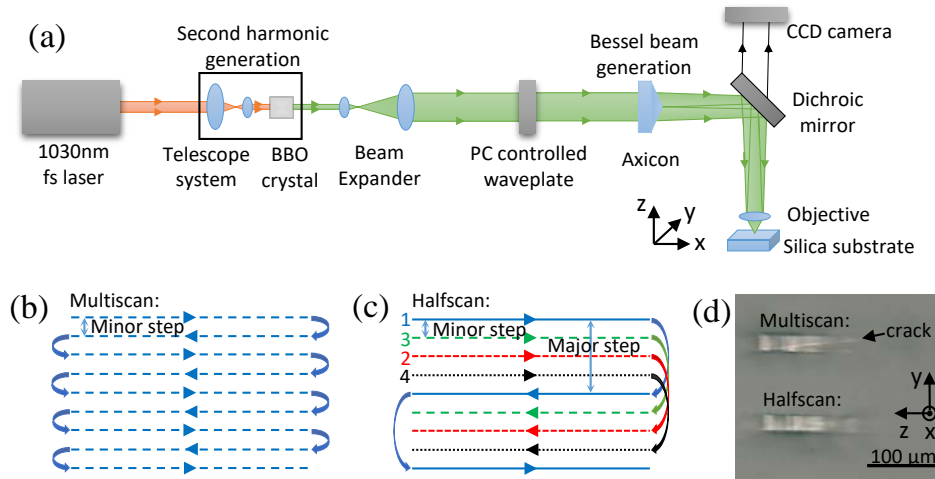 (a)
Second harmonic
generation
1030nm
fs laser
Telescope
system
BBO
crystal
Beam
Expander
PC controlled
waveplate
Bessel beam
generation
Axicon
CCD camera
Dichroic
mirror
Objective
Silica substrate
z
y
x
(b)
Multiscan:
Minor step
(c)
Halfscan:
1
Minor step
3
2
Major step
4
(d)
Multiscan:
crack
Halfscan:
y
z
x
100 µm